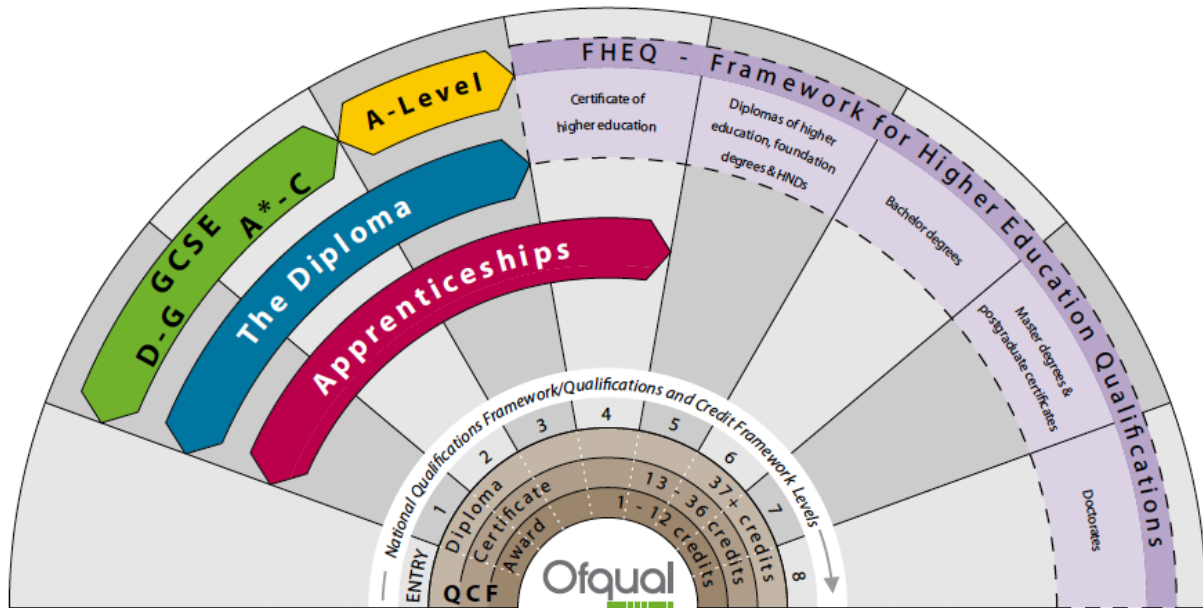 FHEQ - Framework for Higher Education Qualifications
A-Level
GCSE
D-G A*-C
The Diploma
Apprenticeships
Certificate of
higher education
Diplomas of higher
education, foundation
degrees & HNDs
Bachelor degrees
Master degrees &
postgraduate certificates
Doctorates
National Qualifications Framework/Qualifications and Credit Framework Levels
ENTRY
1
2
3
4
5
6
7
8
Diploma
37+ credits
Certificate
13 - 36 credits
Award
1 - 12 credits
QCF
Ofqual